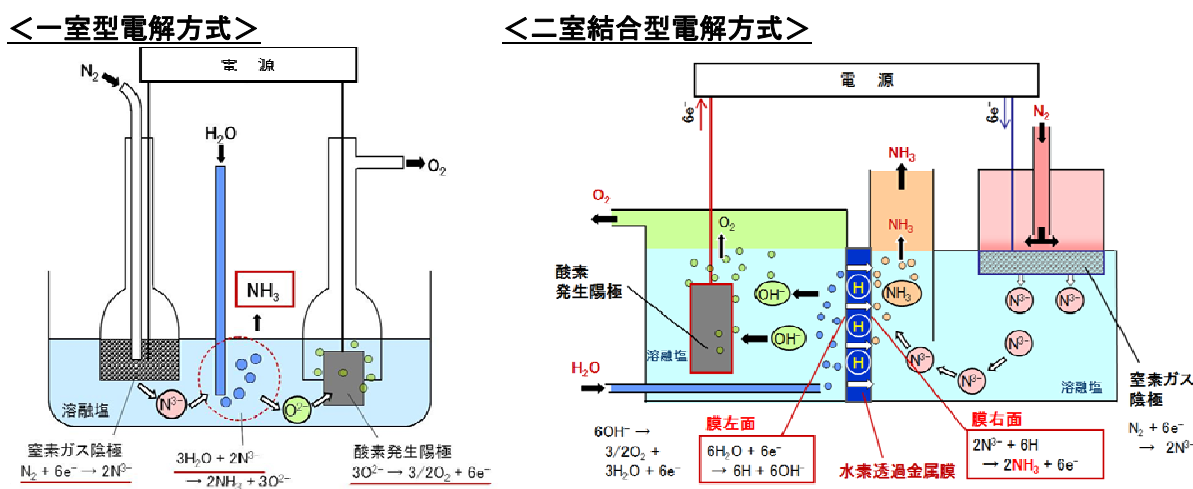 ＜一室型電解方式＞
電 源
N₂
H₂O
O₂
NH₃
溶融塩
N³⁻
O²⁻
窒素ガス陰極
N₂ + 6e⁻ → 2N³⁻
3H₂O + 2N³⁻
→ 2NH₃ + 3O²⁻
酸素発生陽極
3O²⁻ → 3/2O₂ + 6e⁻
＜二室結合型電解方式＞
電 源
6e⁻
6e⁻
N₂
NH₃
O₂
O₂
NH₃
酸素
発生陽極
OH⁻
H
NH₃
N³⁻
N³⁻
OH⁻
H
N³⁻
溶融塩
H
N³⁻
N³⁻
H₂O
溶融塩
窒素ガス
陰極
N₂ + 6e⁻
→ 2N³⁻
膜左面
膜右面
6OH⁻ →
3/2O₂ +
3H₂O + 6e⁻
6H₂O + 6e⁻
→ 6H + 6OH⁻
2N³⁻ + 6H
→ 2NH₃ + 6e⁻
水素透過金属膜